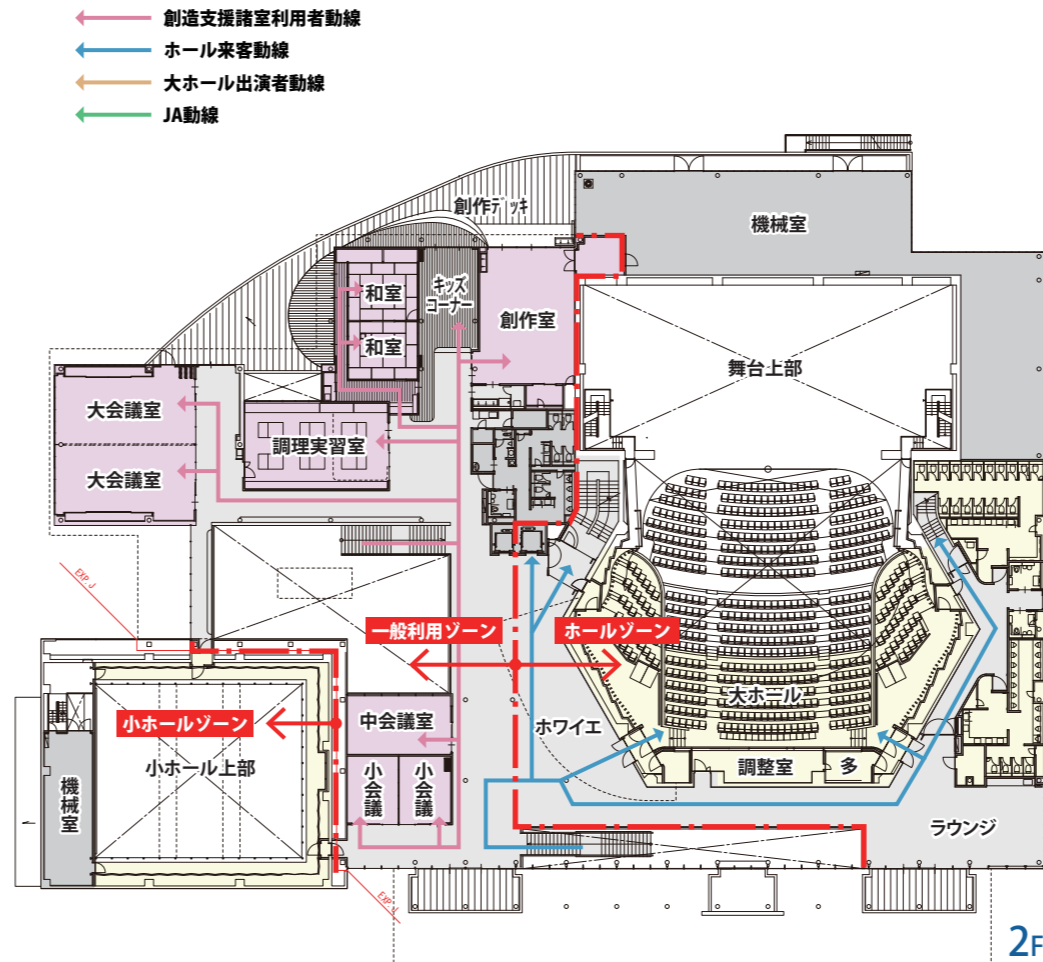 創造支援諸室利用者動線
ホール来客動線
大ホール出演者動線
JA動線
創作デッキ
機械室
和室
キッズ
コーナー
創作室
和室
舞台上部
大会議室
調理実習室
大会議室
EXP.J
一般利用ゾーン
ホールゾーン
大ホール
小ホールゾーン
中会議室
ホワイエ
小ホール上部
調整室
多
機械室
小会議
小会議
ラウンジ
EXP.J
2F